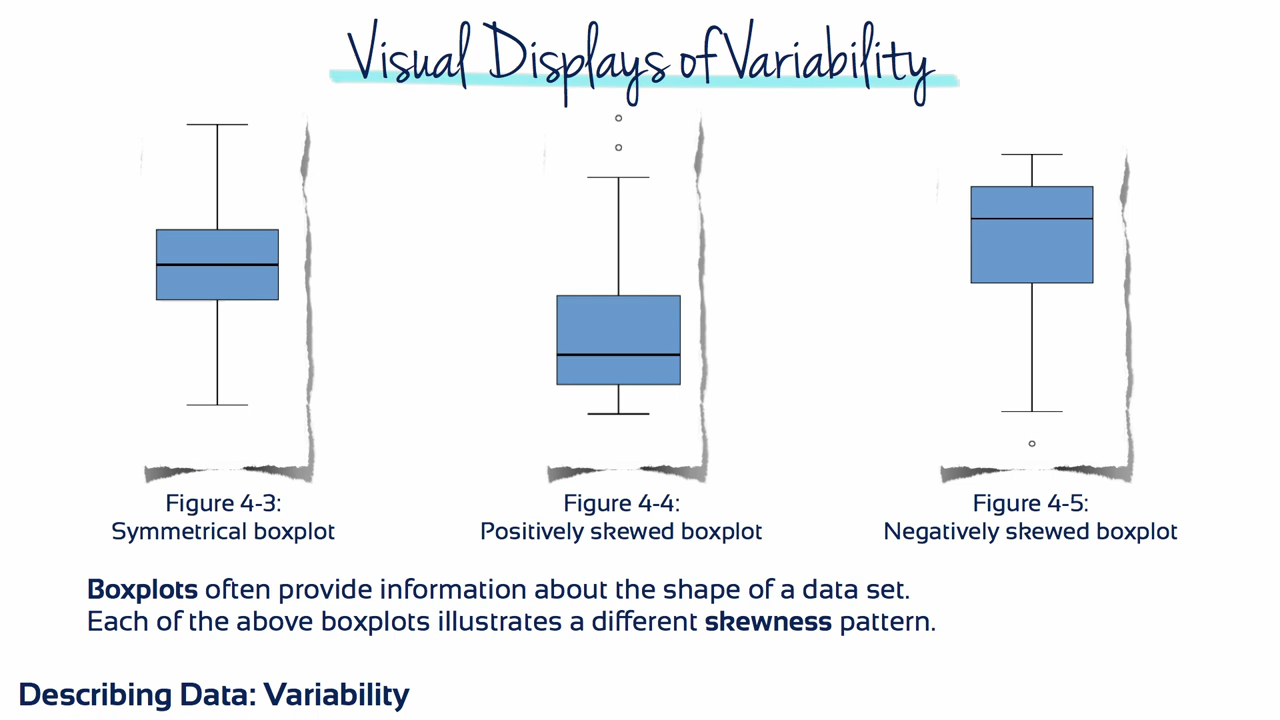 Visual Displays of Variability
Figure 4-3:
Symmetrical boxplot
Figure 4-4:
Positively skewed boxplot
Figure 4-5:
Negatively skewed boxplot
Boxplots often provide information about the shape of a data set.
Each of the above boxplots illustrates a different skewness pattern.
Describing Data: Variability